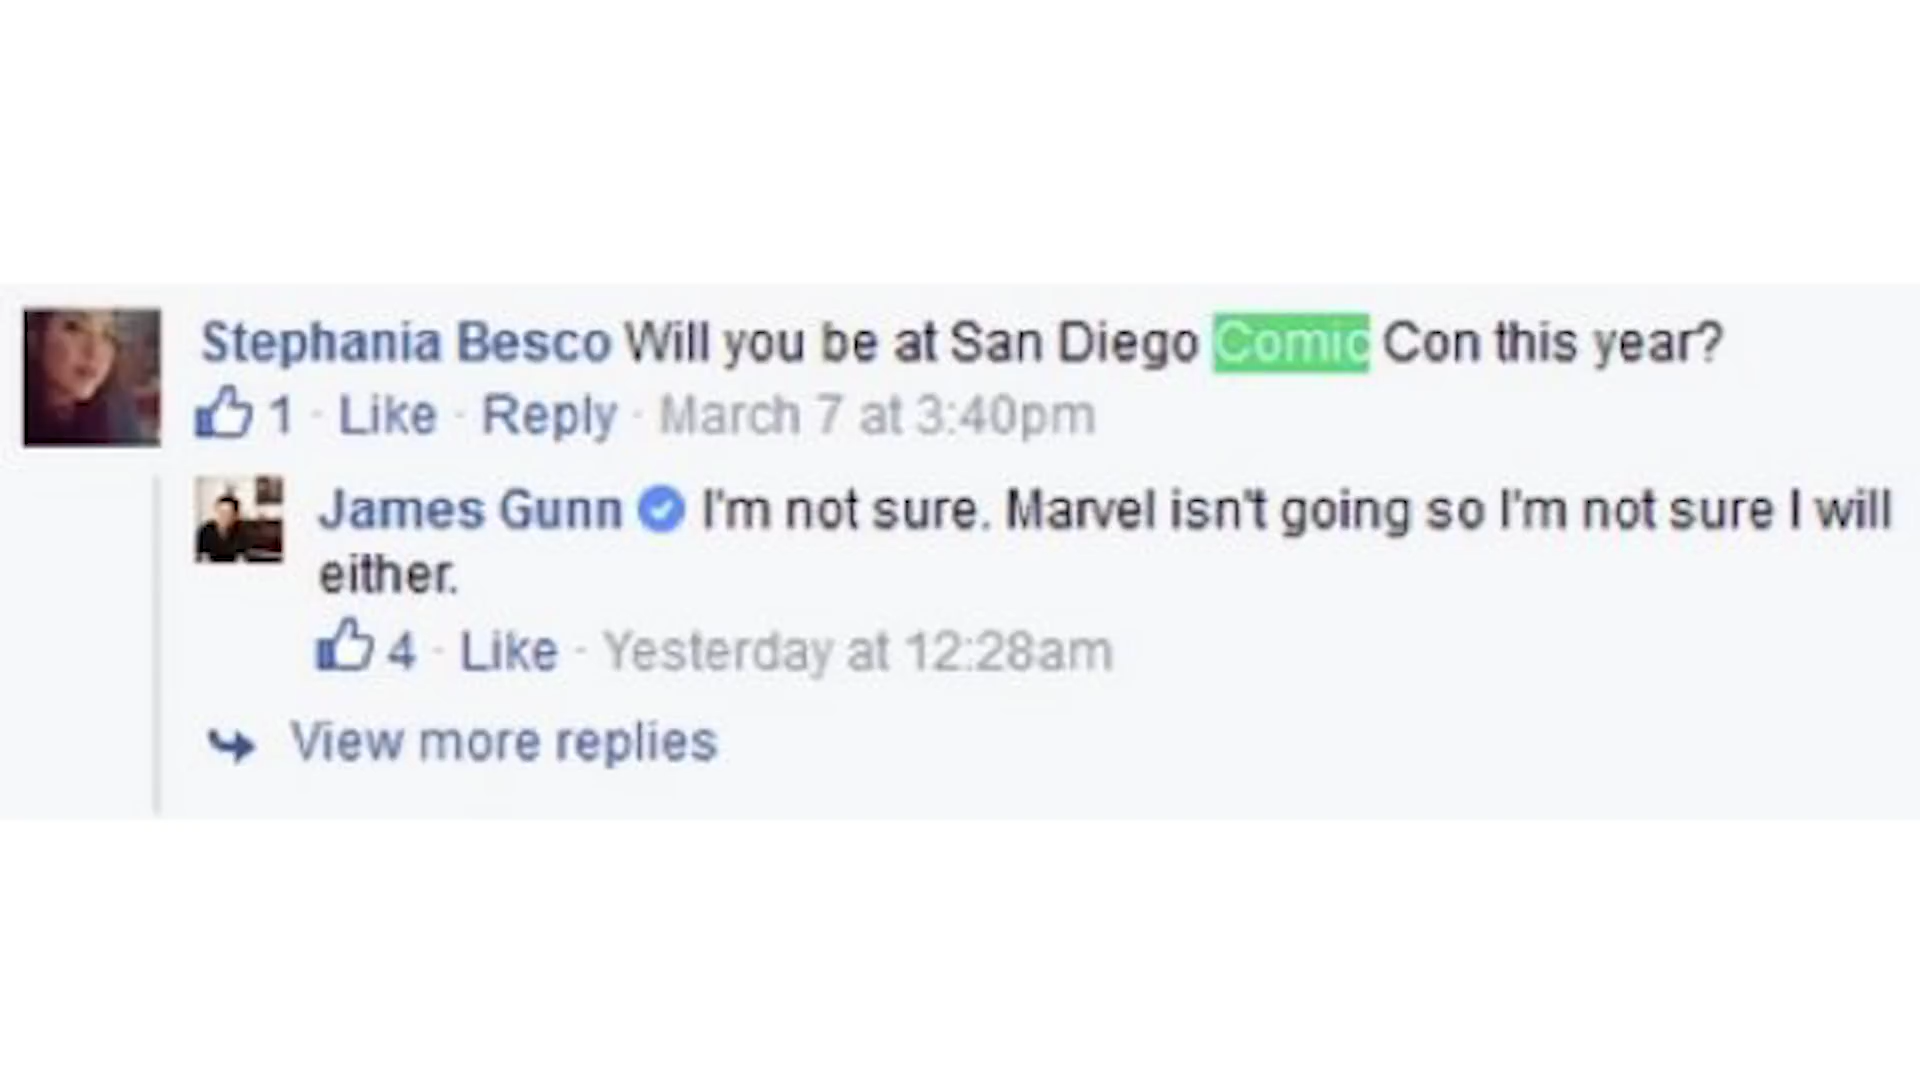 Stephania Besco Will you be at San Diego Comic Con this year?
1 · Like · Reply · March 7 at 3:40pm
James Gunn I'm not sure. Marvel isn't going so I'm not sure I will
either.
4 · Like · Yesterday at 12:28am
View more replies